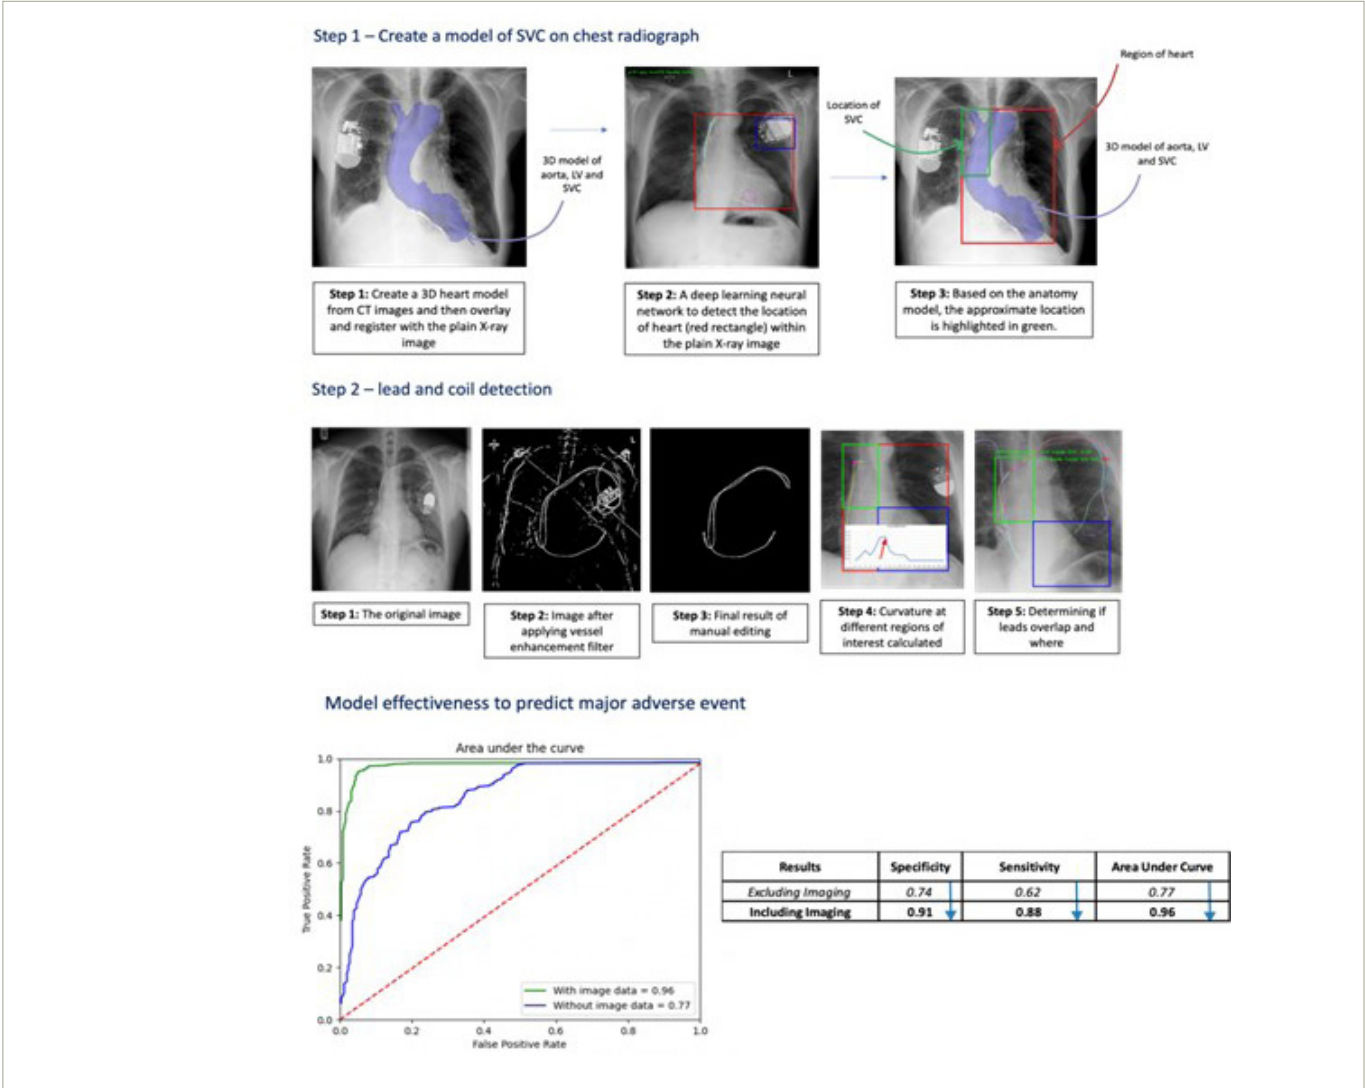 Step 1 – Create a model of SVC on chest radiograph
Region of heart
L
Location of
SVC
3D model of
aorta, LV and
SVC
3D model of aorta, LV
and SVC
Step 1: Create a 3D heart model
from CT images and then overlay
and register with the plain X-ray
image
Step 2: A deep learning neural
network to detect the location
of heart (red rectangle) within
the plain X-ray image
Step 3: Based on the anatomy
model, the approximate location
is highlighted in green.
Step 2 – lead and coil detection
L
Step 1: The original image
Step 2: Image after
applying vessel
enhancement filter
Step 3: Final result of
manual editing
Step 4: Curvature at
different regions of
interest calculated
Step 5: Determining if
leads overlap and
where
Model effectiveness to predict major adverse event
Area under the curve
1.0
0.8
0.6
0.4
0.2
0.0
True Positive Rate
0.0 0.2 0.4 0.6 0.8 1.0
False Positive Rate
With image data = 0.96
Without image data = 0.77
Results Specificity Sensitivity Area Under Curve
Excluding Imaging 0.74 0.62 0.77
Including Imaging 0.91 0.88 0.96